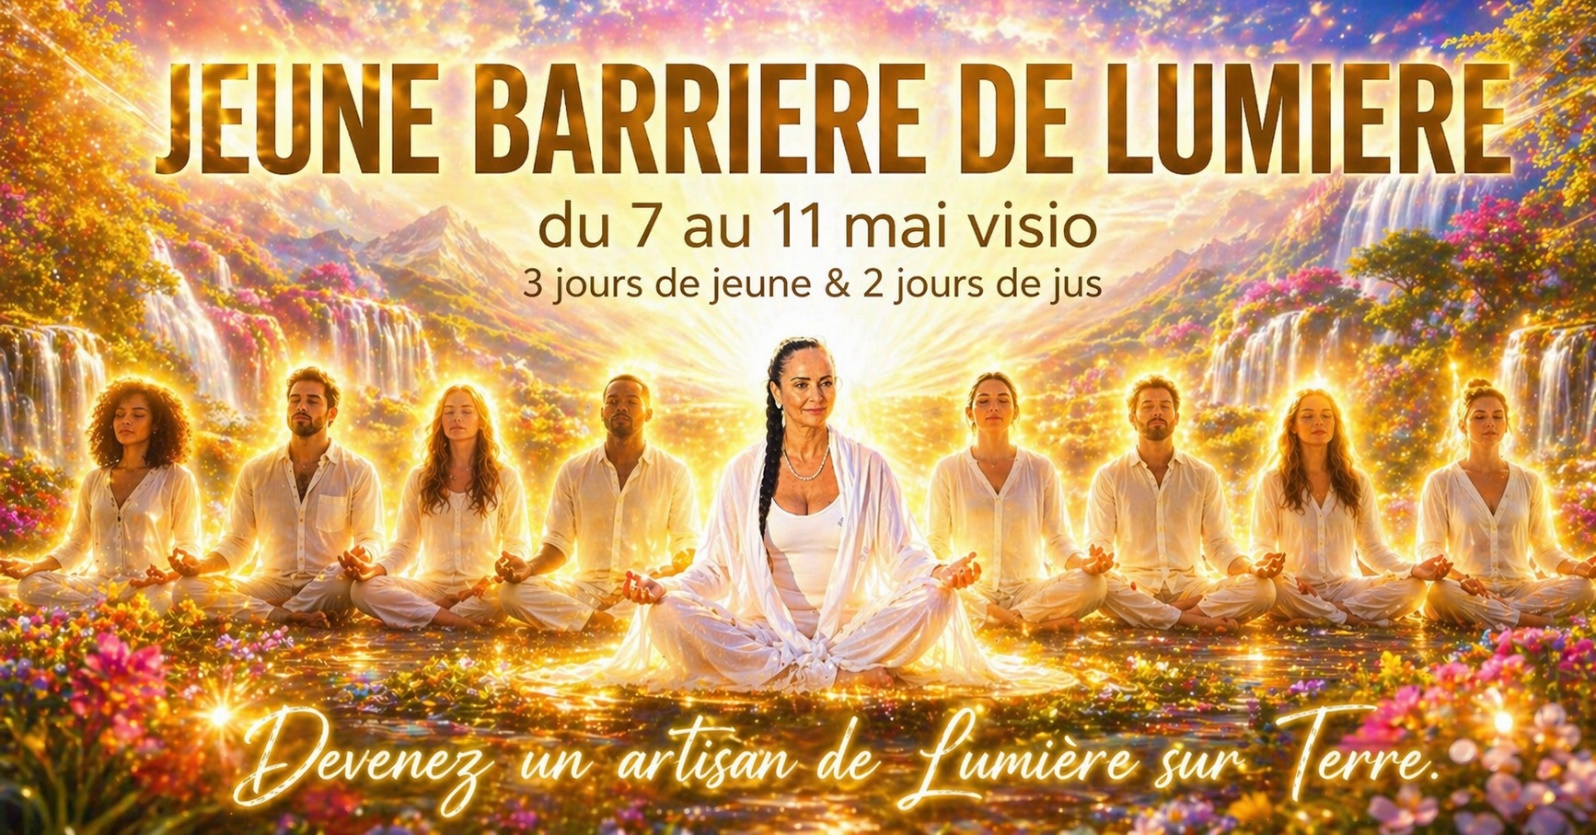 JEUNE BARRIERE DE LUMIERE
du 7 au 11 mai visio
3 jours de jeune & 2 jours de jus
Devenez un artisan de Lumière sur Terre.